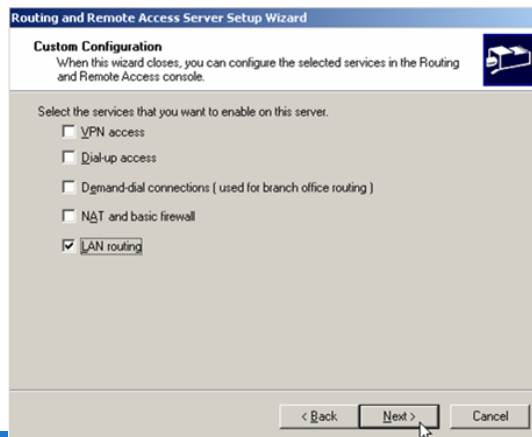 Routing and Remote Access Server Setup Wizard
Custom Configuration
When this wizard closes, you can configure the selected services in the Routing
and Remote Access console.
Select the services that you want to enable on this server.
VPN access
Dial-up access
Demand-dial connections ( used for branch office routing )
NAT and basic firewall
LAN routing
< Back Next > Cancel